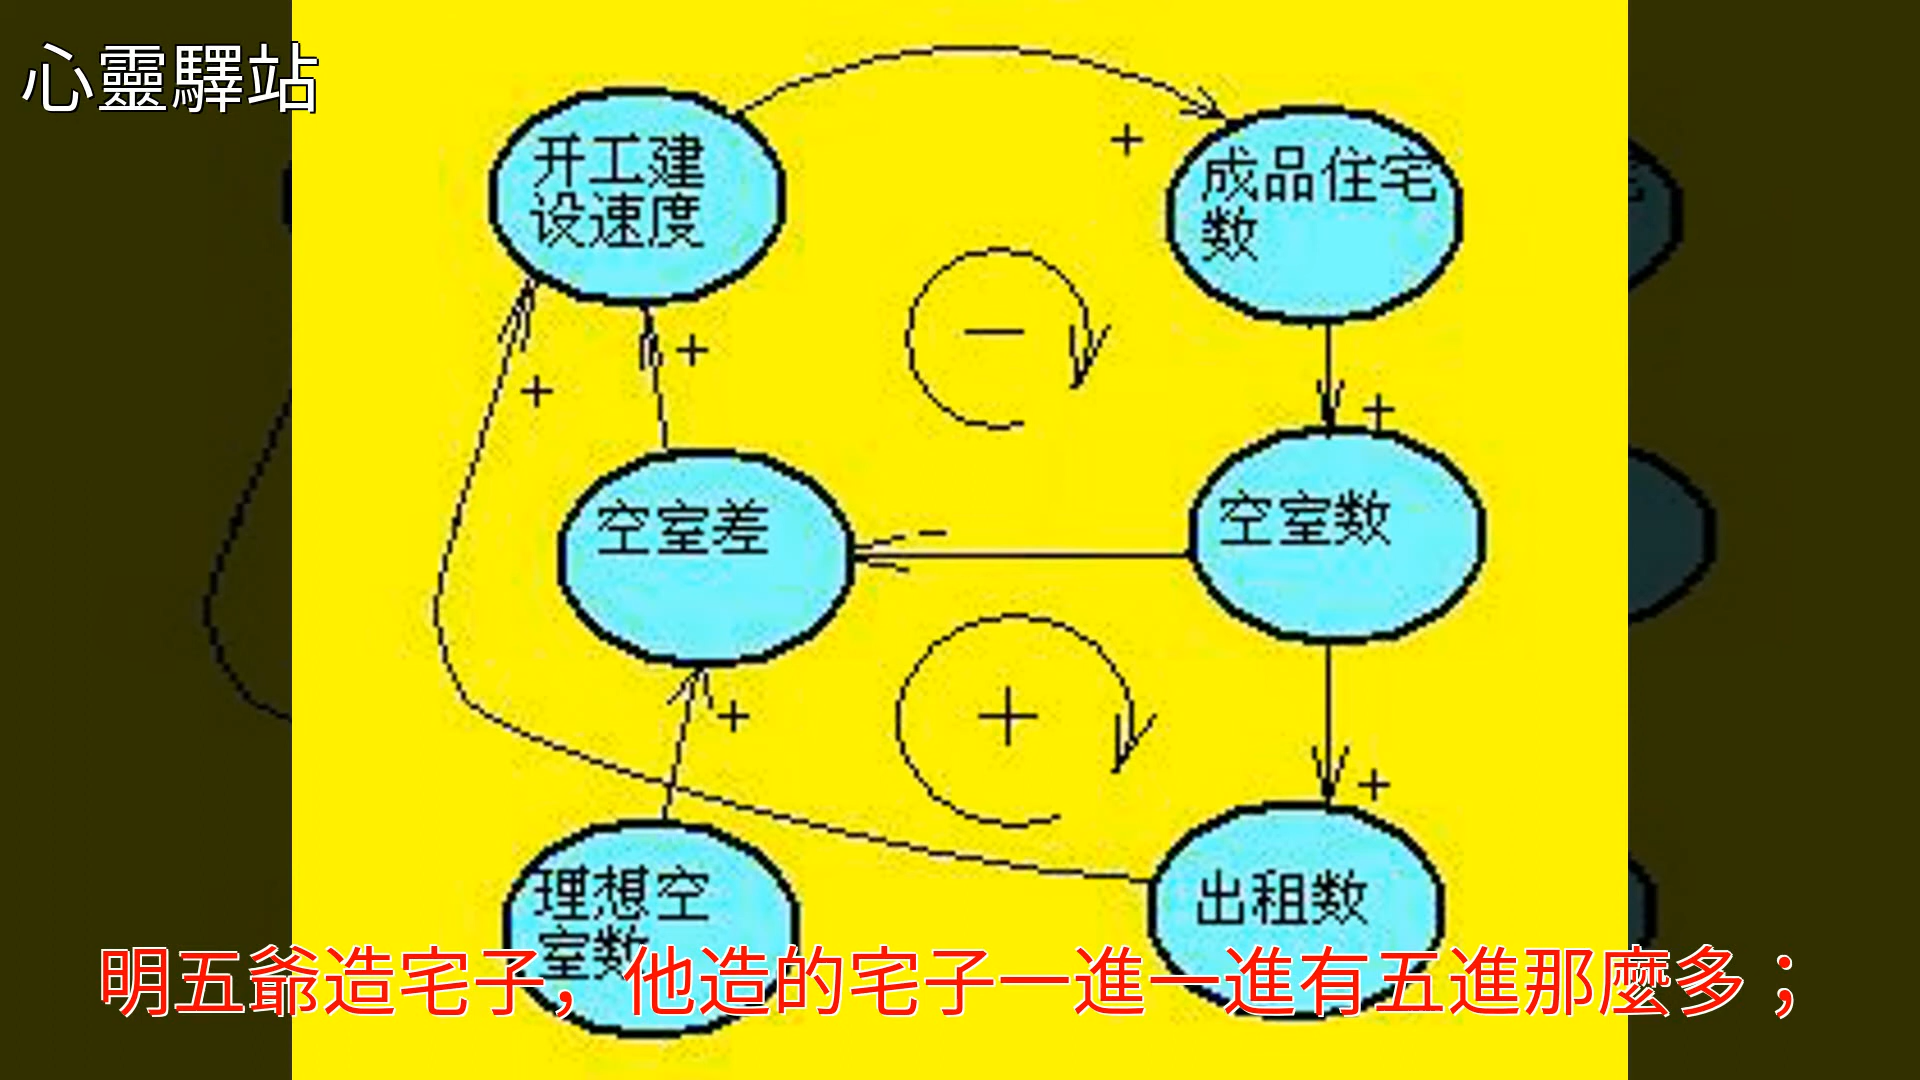 心靈驛站
开工建
设速度
成品住宅
数
+
+
+
−
+
空室差
空室数
−
+
+
+
理想空
室数
出租数
明五爺造宅子，他造的宅子一進一進有五進那麼多；